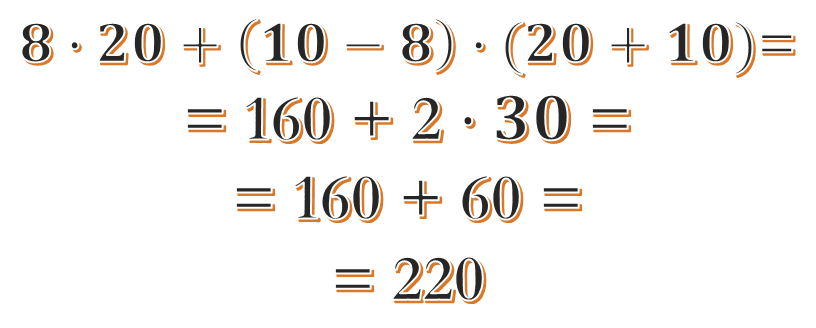 8 · 20 + (10 − 8) · (20 + 10)=
= 160 + 2 · 30 =
= 160 + 60 =
= 220